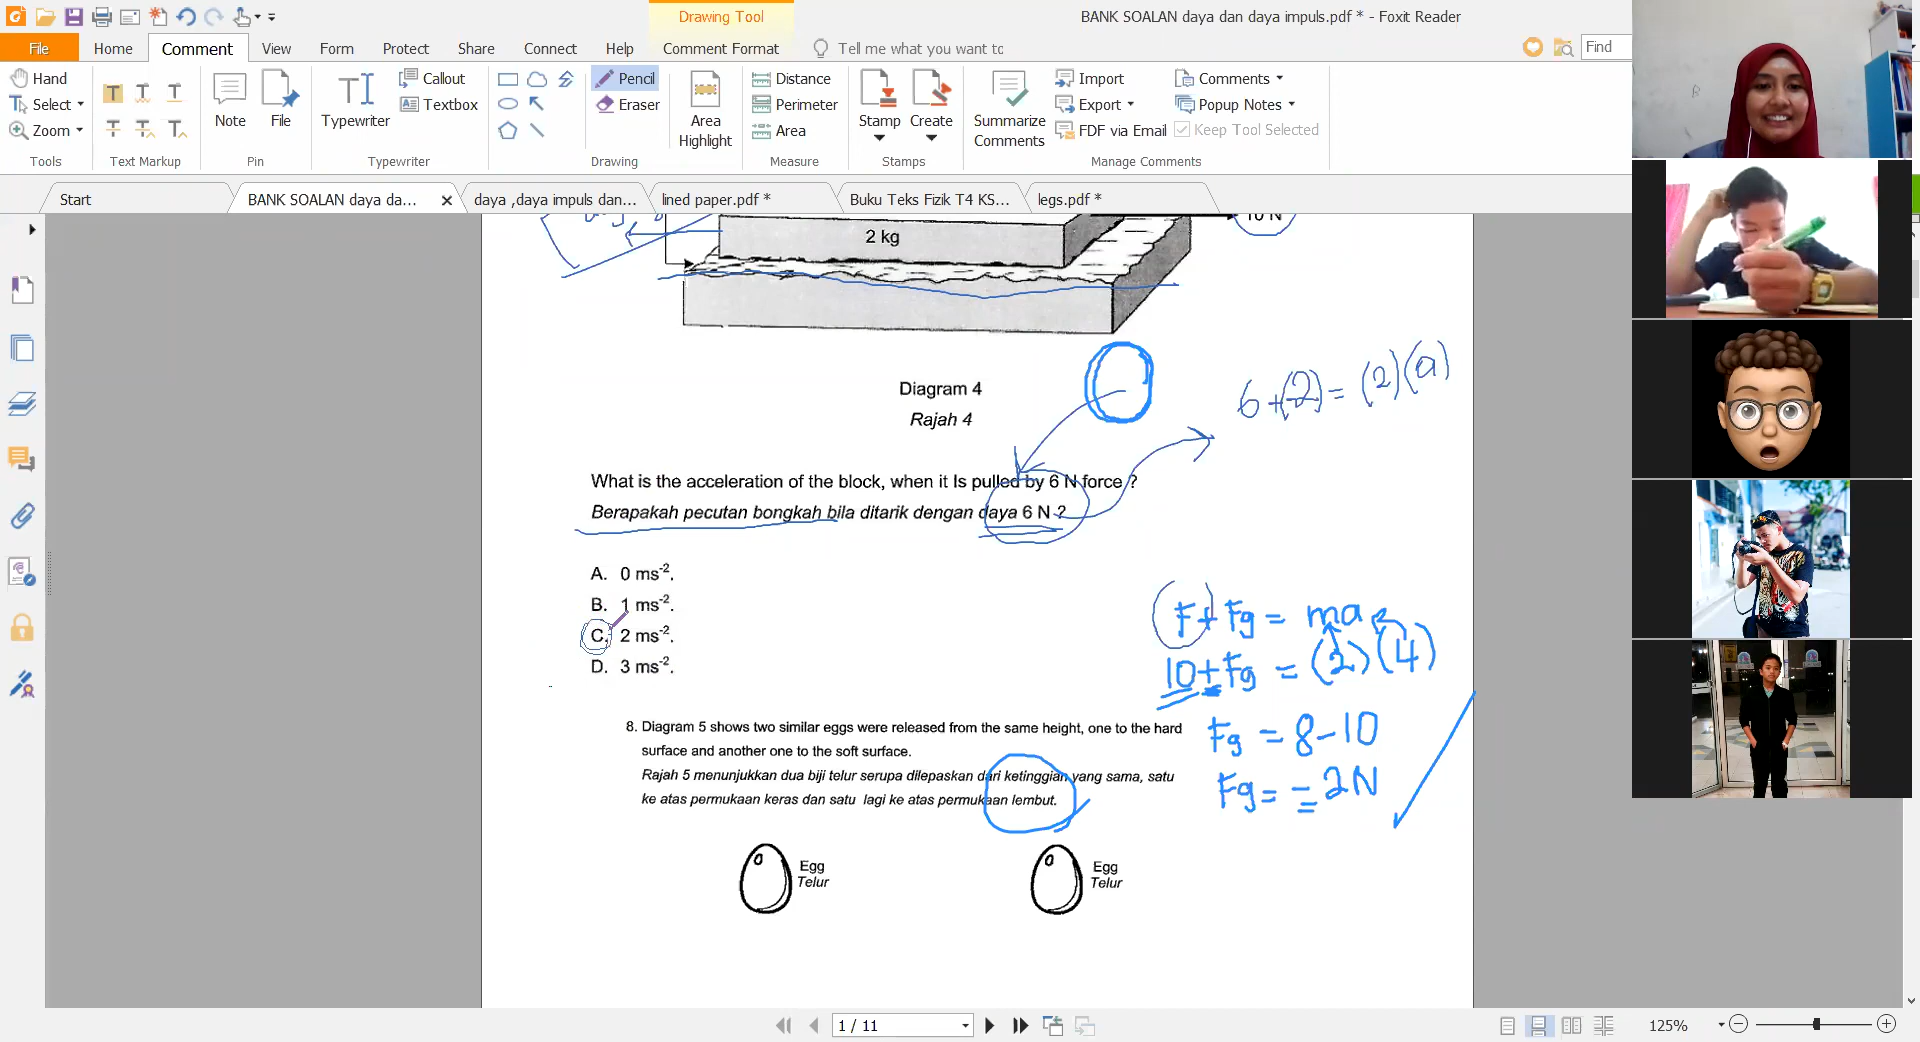 Drawing Tool
BANK SOALAN daya dan daya impuls.pdf * - Foxit Reader
File Home Comment View Form Protect Share Connect Help Comment Format Tell me what you want to Find
Hand
Select
Zoom
Tools
Text Markup
Note
File
Pin
Typewriter
Callout
Textbox
Typewriter
Pencil
Eraser
Drawing
Area
Highlight
Distance
Perimeter
Area
Measure
Stamp
Create
Stamps
Summarize
Comments
Import
Export
FDF via Email
Comments
Popup Notes
Keep Tool Selected
Manage Comments
Start BANK SOALAN daya da... daya ,daya impuls dan... lined paper.pdf * Buku Teks Fizik T4 KS... legs.pdf *
10 N
2 kg
Diagram 4
Rajah 4
6 + (-2) = (2)(a)
What is the acceleration of the block, when it Is pulled by 6 N force ?
Berapakah pecutan bongkah bila ditarik dengan daya 6 N ?
A. 0 ms-2.
B. 1 ms-2.
C. 2 ms-2.
D. 3 ms-2.
F + Fg = ma
10 + Fg = (2)(4)
Fg = 8 - 10
Fg = -2N
8. Diagram 5 shows two similar eggs were released from the same height, one to the hard
surface and another one to the soft surface.
Rajah 5 menunjukkan dua biji telur serupa dilepaskan dari ketinggian yang sama, satu
ke atas permukaan keras dan satu lagi ke atas permukaan lembut.
Egg
Telur
Egg
Telur
1 / 11
125%